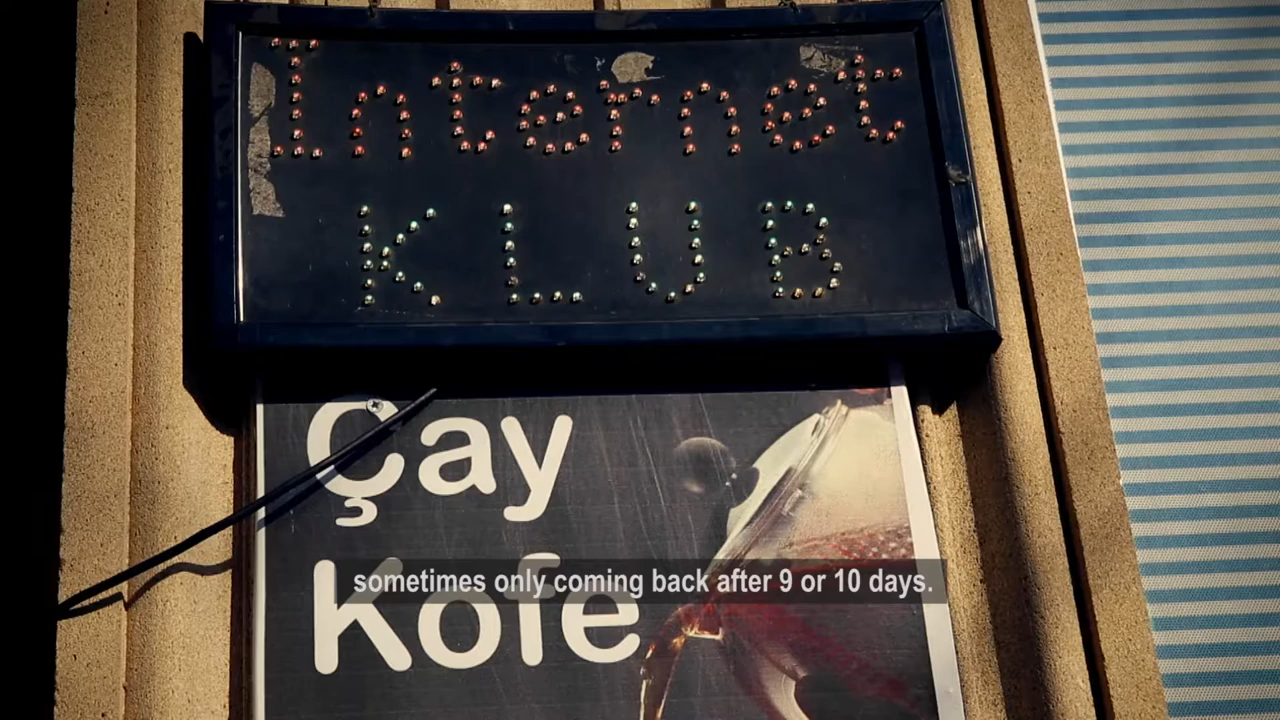 Internet
KLUB
Çay
Kofe
sometimes only coming back after 9 or 10 days.